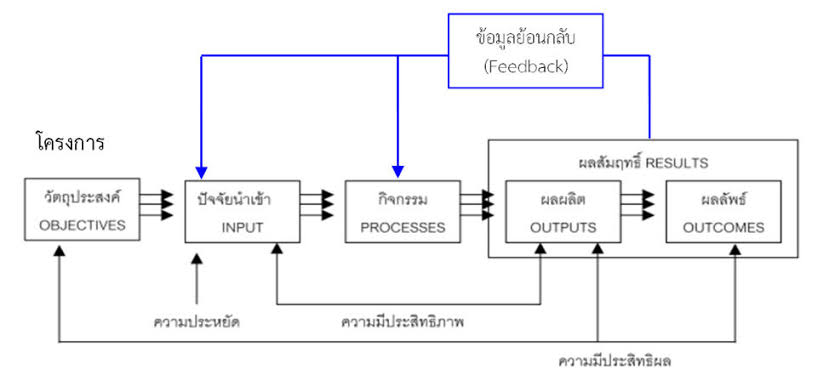 ข้อมูลย้อนกลับ
(Feedback)
โครงการ
ผลสัมฤทธิ์ RESULTS
วัตถุประสงค์
OBJECTIVES
ปัจจัยนำเข้า
INPUT
กิจกรรม
PROCESSES
ผลผลิต
OUTPUTS
ผลลัพธ์
OUTCOMES
ความประหยัด
ความมีประสิทธิภาพ
ความมีประสิทธิผล